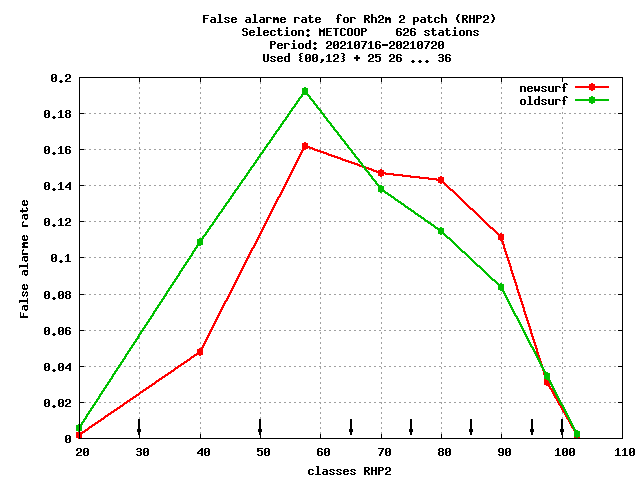 False alarme rate  for Rh2m 2 patch (RHP2)
Selection: METCOOP    626 stations
Period: 20210716-20210720
Used {00,12} + 25 26 ... 36
newsurf
oldsurf
0.2
0.18
0.16
0.14
0.12
0.1
0.08
0.06
0.04
0.02
0
False alarme rate
20 30 40 50 60 70 80 90 100 110
classes RHP2